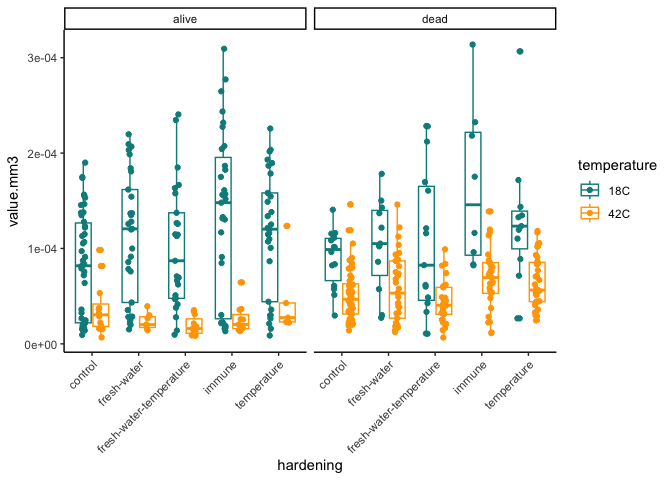 alive dead
value.mm3
3e-04
2e-04
1e-04
0e+00
control fresh-water fresh-water-temperature immune temperature control fresh-water fresh-water-temperature immune temperature
hardening
temperature
18C
42C